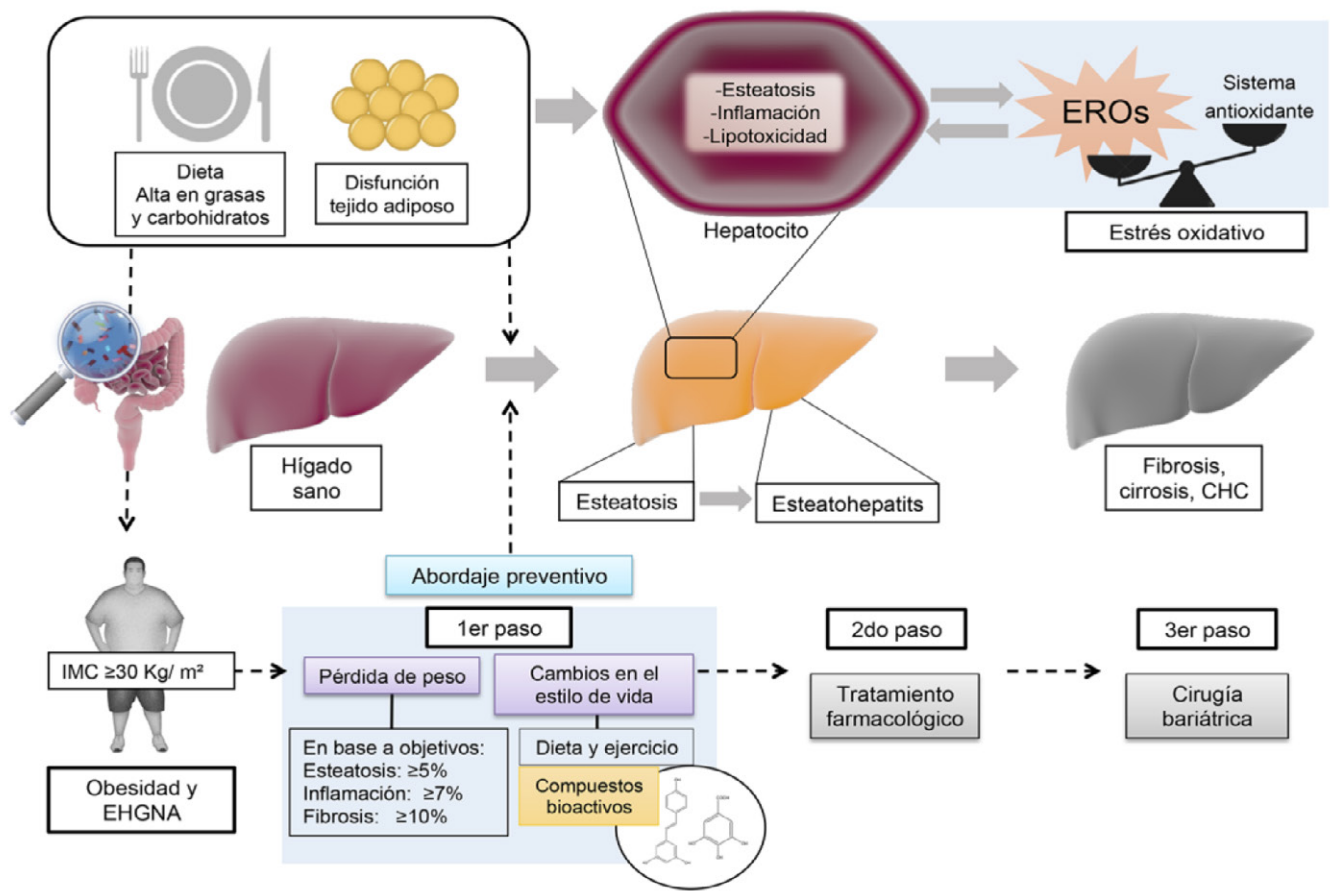 Dieta
Alta en grasas
y carbohidratos
Disfunción
tejido adiposo
-Esteatosis
-Inflamación
-Lipotoxicidad
Hepatocito
EROs
Sistema
antioxidante
Estrés oxidativo
Hígado
sano
Esteatosis
Esteatohepatits
Fibrosis,
cirrosis, CHC
Abordaje preventivo
1er paso
2do paso
3er paso
IMC ≥30 Kg/ m²
Pérdida de peso
Cambios en el
estilo de vida
Tratamiento
farmacológico
Cirugía
bariátrica
En base a objetivos:
Esteatosis: ≥5%
Inflamación: ≥7%
Fibrosis: ≥10%
Dieta y ejercicio
Compuestos
bioactivos
Obesidad y
EHGNA